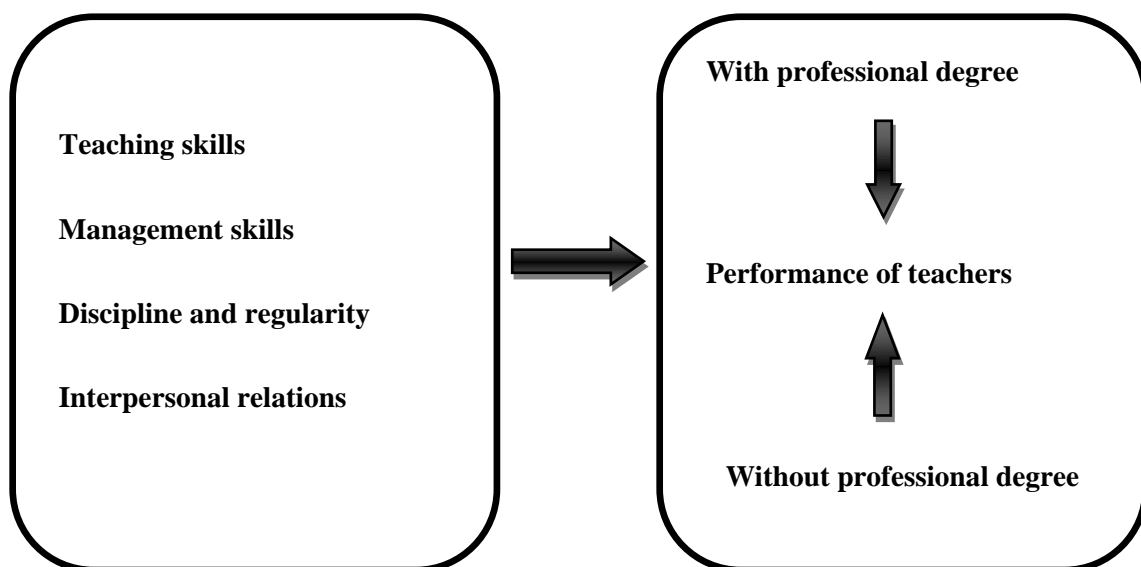 Teaching skills
Management skills
Discipline and regularity
Interpersonal relations
With professional degree
Performance of teachers
Without professional degree